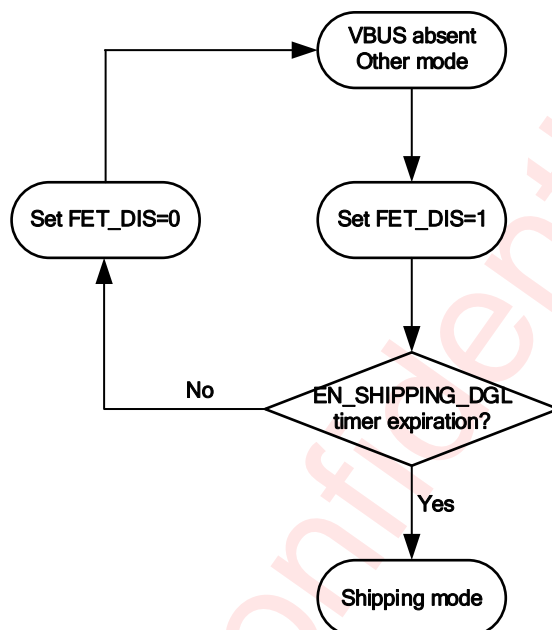 VBUS absent
Other mode
Set FET_DIS=0
Set FET_DIS=1
EN_SHIPPING_DGL
timer expiration?
No
Yes
Shipping mode